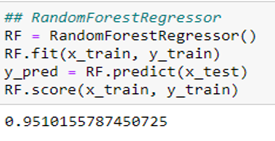 ## RandomForestRegressor
RF = RandomForestRegressor()
RF.fit(x_train, y_train)
y_pred = RF.predict(x_test)
RF.score(x_train, y_train)
0.9510155787450725